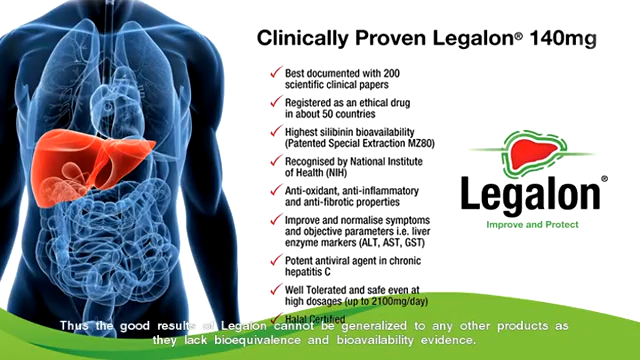 Clinically Proven Legalon® 140mg
Best documented with 200
scientific clinical papers
Registered as an ethical drug
in about 50 countries
Highest silibinin bioavailability
(Patented Special Extraction MZ80)
Recognised by National Institute
of Health (NIH)
Anti-oxidant, anti-inflammatory
and anti-fibrotic properties
Improve and normalise symptoms
and objective parameters i.e. liver
enzyme markers (ALT, AST, GST)
Potent antiviral agent in chronic
hepatitis C
Well Tolerated and safe even at
high dosages (up to 2100mg/day)
Halal Certified
Legalon®
Improve and Protect
Thus the good results of Legalon cannot be generalized to any other products as
they lack bioequivalence and bioavailability evidence.